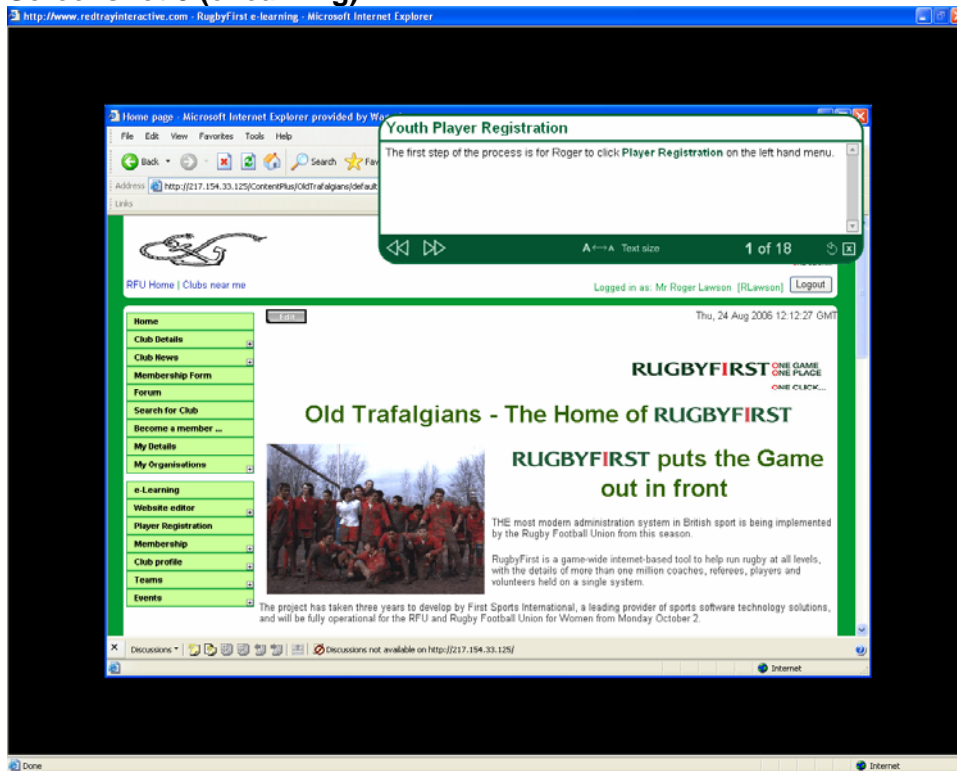 http://www.redtrayinteractive.com - RugbyFirst e-learning - Microsoft Internet Explorer
Home page - Microsoft Internet Explorer provided by
File Edit View Favorites Tools Help
Back Search Fav
Address http://217.154.33.125/ContentPlus/OldTrafalgians/default
Links
Youth Player Registration
The first step of the process is for Roger to click Player Registration on the left hand menu.
A↔A Text size 1 of 18
RFU Home | Clubs near me
Logged in as: Mr Roger Lawson [RLawson] Logout
Home
Club Details
Club News
Membership Form
Forum
Search for Club
Become a member ...
My Details
My Organisations
e-Learning
Website editor
Player Registration
Membership
Club profile
Teams
Events
Edit
Thu, 24 Aug 2006 12:12:27 GMT
RUGBYFIRST ONE GAME
ONE PLACE
ONE CLICK...
Old Trafalgians - The Home of RUGBYFIRST
RUGBYFIRST puts the Game
out in front
THE most modern administration system in British sport is being implemented
by the Rugby Football Union from this season.
RugbyFirst is a game-wide internet-based tool to help run rugby at all levels,
with the details of more than one million coaches, referees, players and
volunteers held on a single system.
The project has taken three years to develop by First Sports International, a leading provider of sports software technology solutions,
and will be fully operational for the RFU and Rugby Football Union for Women from Monday October 2.
Discussions Discussions not available on http://217.154.33.125/
Internet
Done Internet